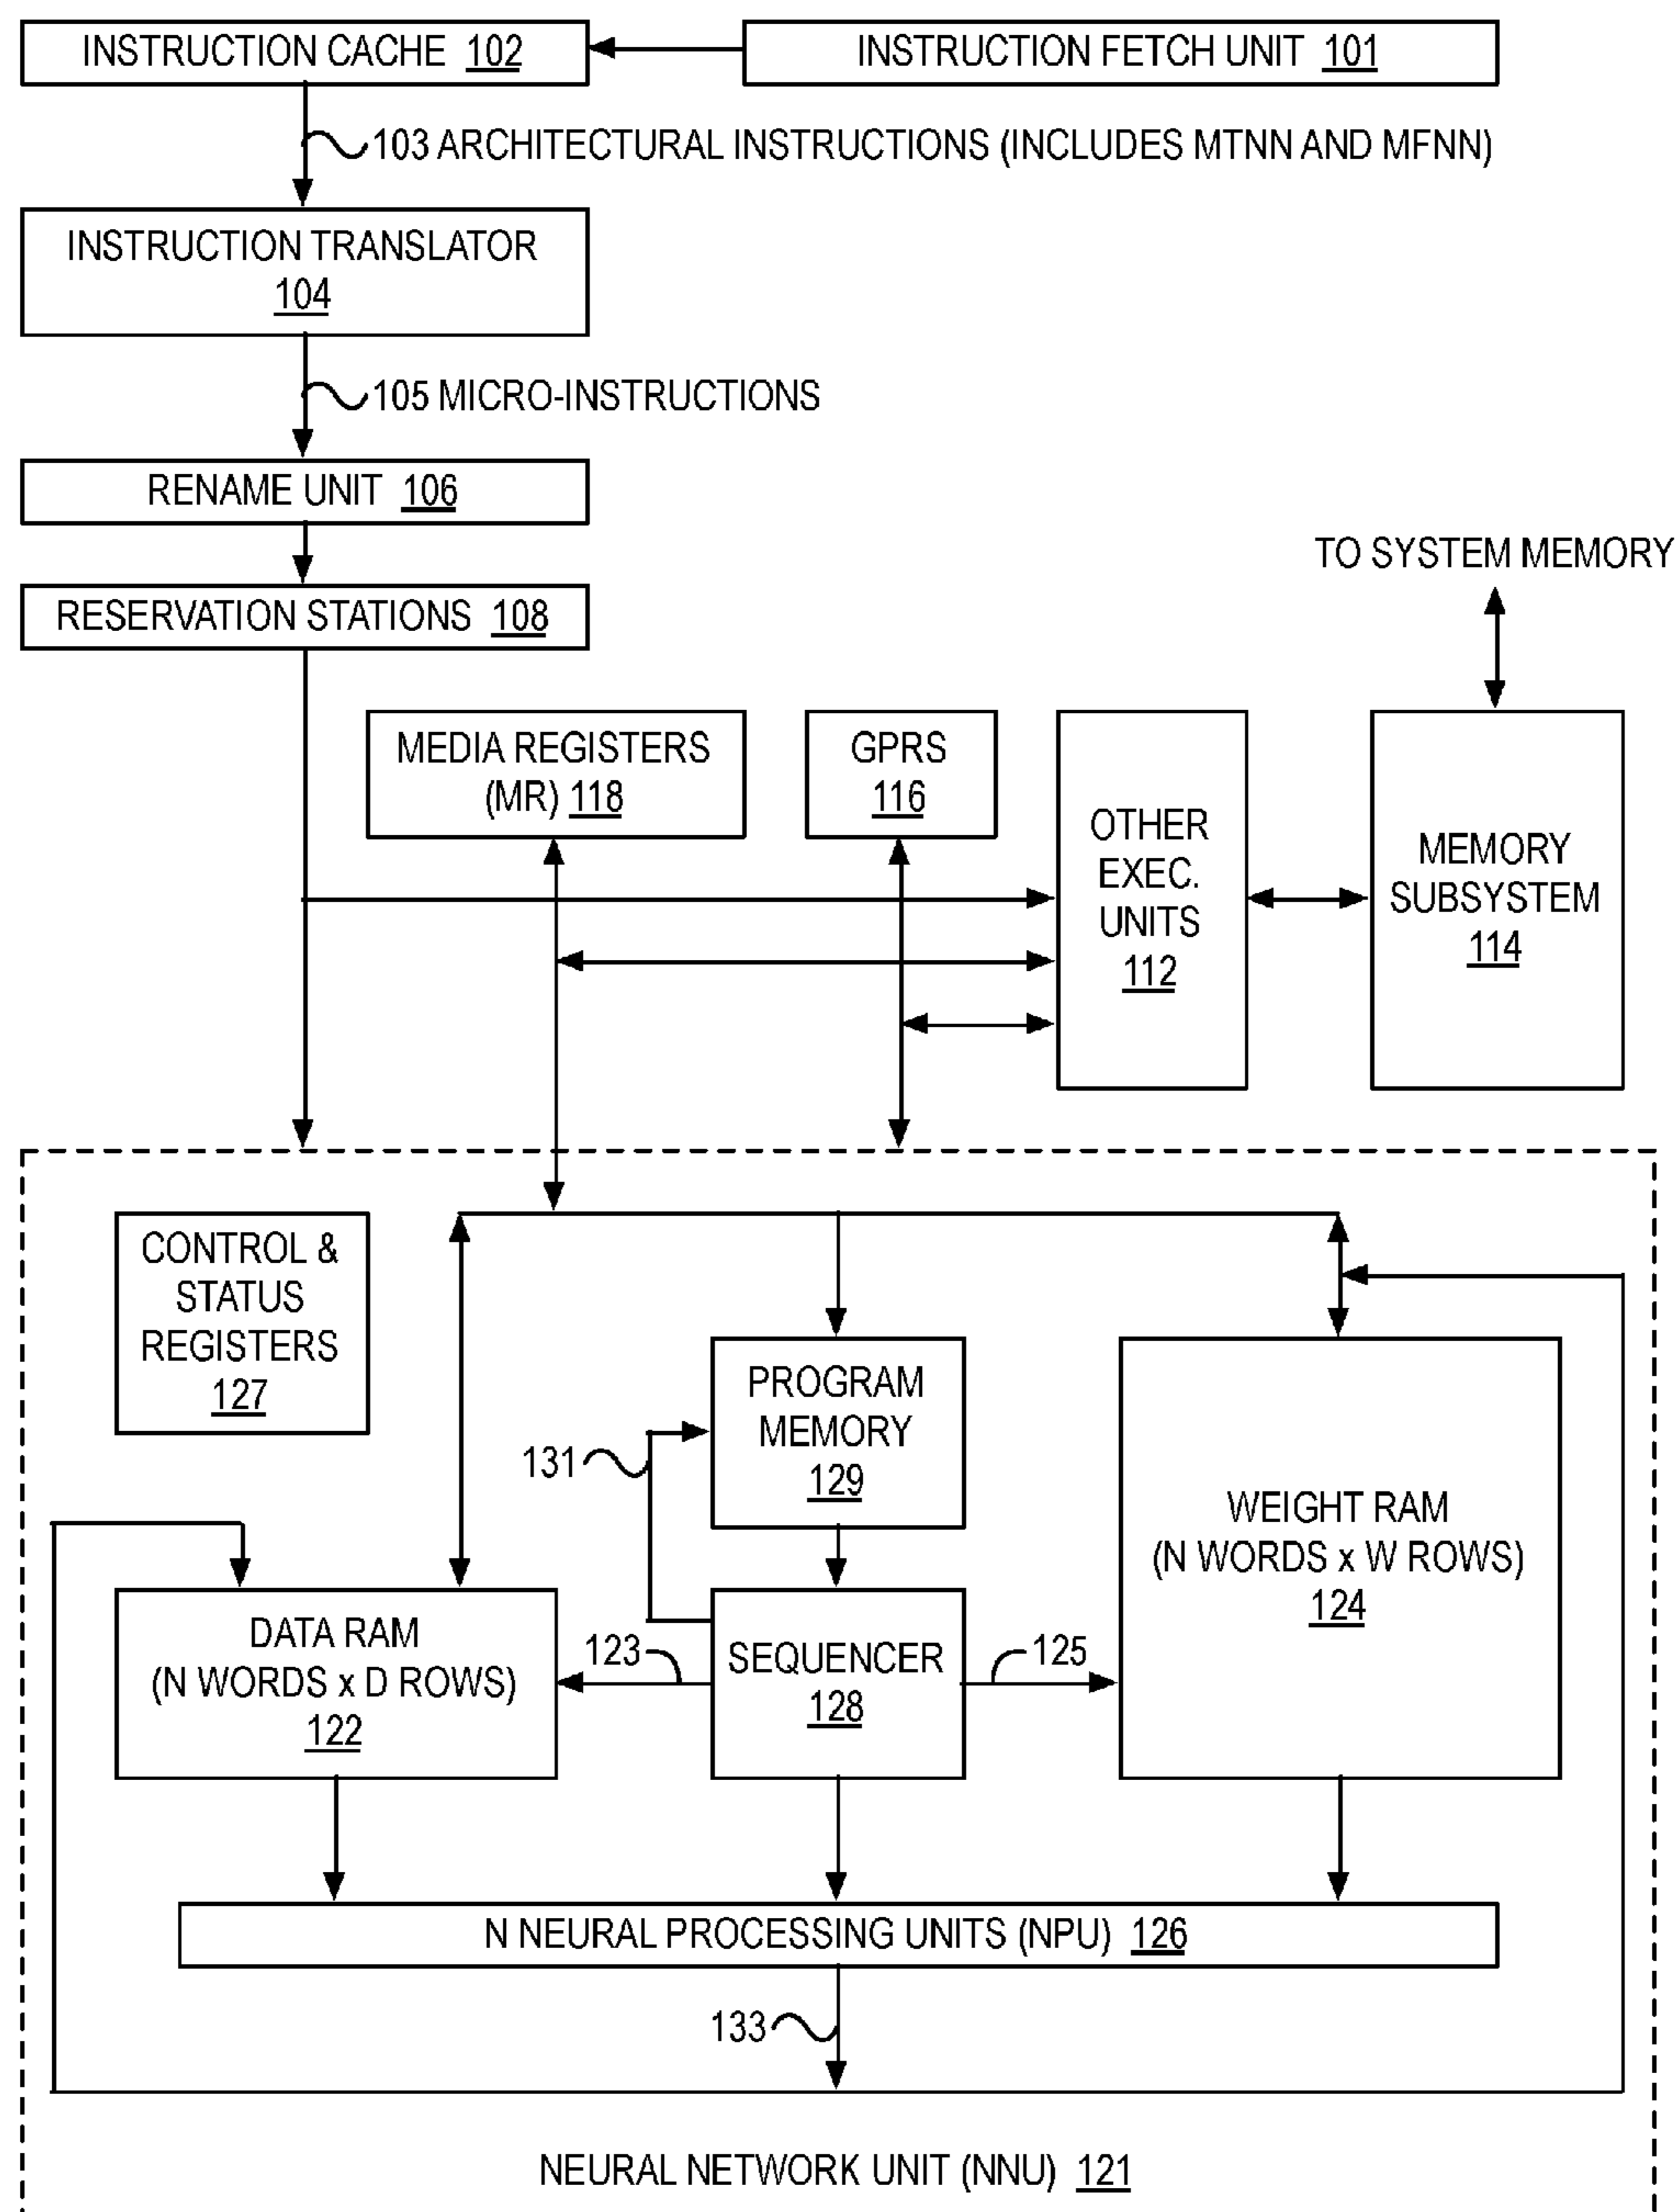 INSTRUCTION CACHE 102
INSTRUCTION FETCH UNIT 101
103 ARCHITECTURAL INSTRUCTIONS (INCLUDES MTNN AND MFNN)
INSTRUCTION TRANSLATOR
104
105 MICRO-INSTRUCTIONS
RENAME UNIT 106
TO SYSTEM MEMORY
RESERVATION STATIONS 108
MEDIA REGISTERS
(MR) 118
GPRS
116
OTHER
EXEC.
UNITS
112
MEMORY
SUBSYSTEM
114
CONTROL &
STATUS
REGISTERS
127
PROGRAM
MEMORY
129
131
WEIGHT RAM
(N WORDS x W ROWS)
124
DATA RAM
(N WORDS x D ROWS)
122
123
SEQUENCER
128
125
N NEURAL PROCESSING UNITS (NPU) 126
133
NEURAL NETWORK UNIT (NNU) 121